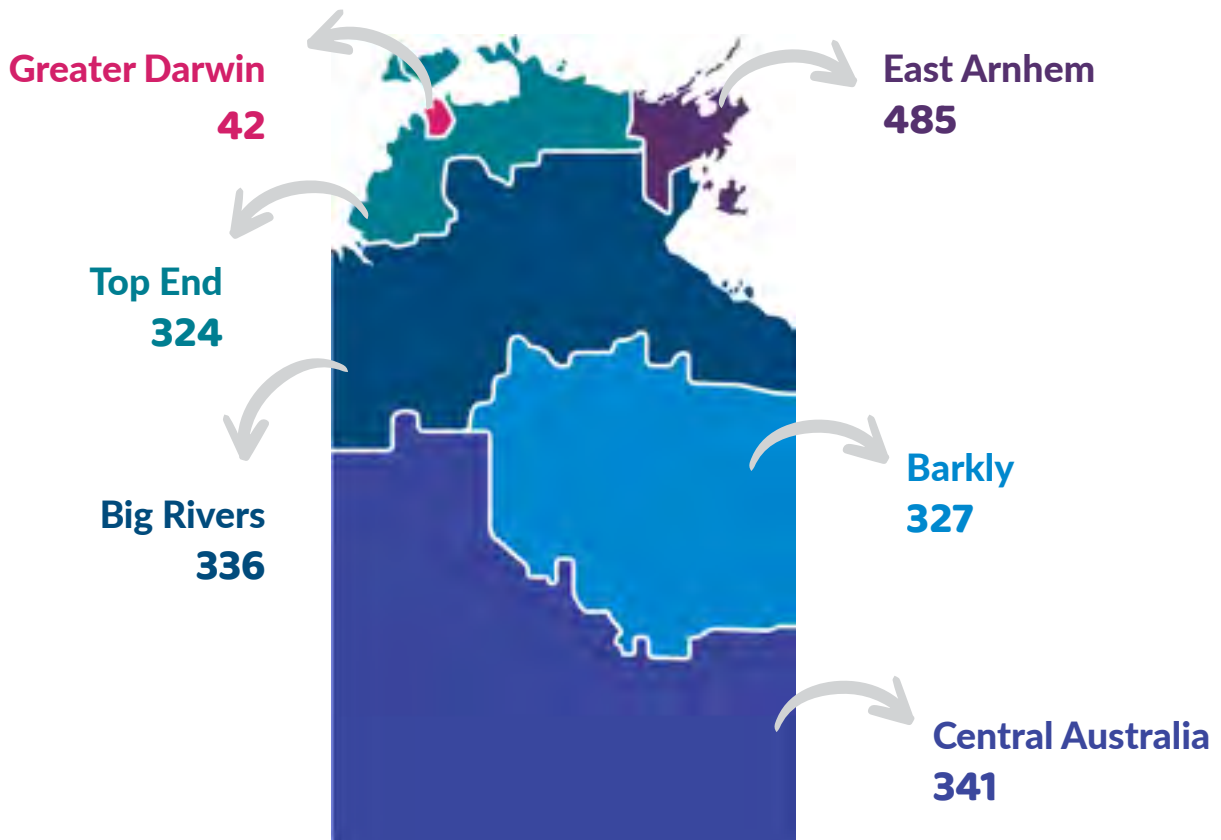 Greater Darwin
42
East Arnhem
485
Top End
324
Big Rivers
336
Barkly
327
Central Australia
341